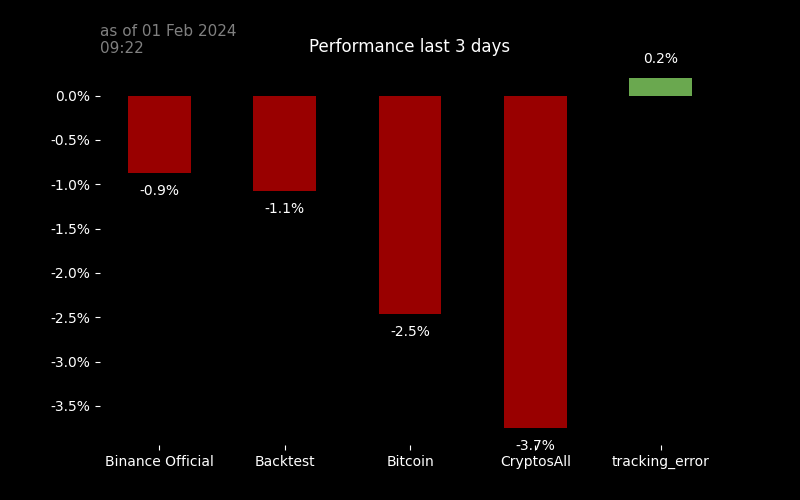 as of 01 Feb 2024
09:22
Performance last 3 days
0.2%
0.0%
-0.5%
-1.0%
-1.5%
-2.0%
-2.5%
-3.0%
-3.5%
-0.9%
-1.1%
-2.5%
-3.7%
Binance Official
Backtest
Bitcoin
CryptosAll
tracking_error